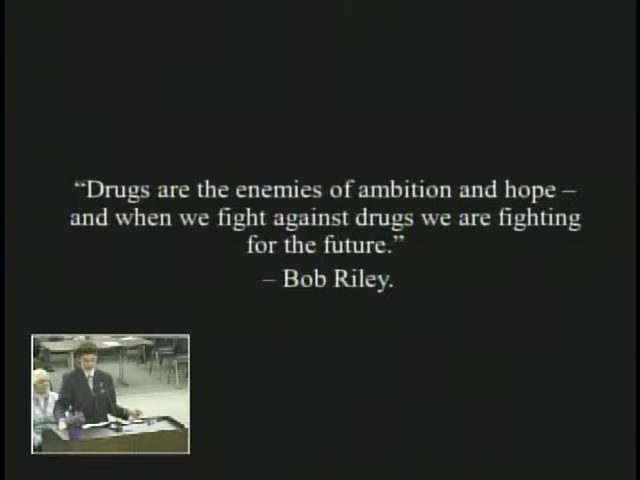 “Drugs are the enemies of ambition and hope –
and when we fight against drugs we are fighting
for the future.”
– Bob Riley.